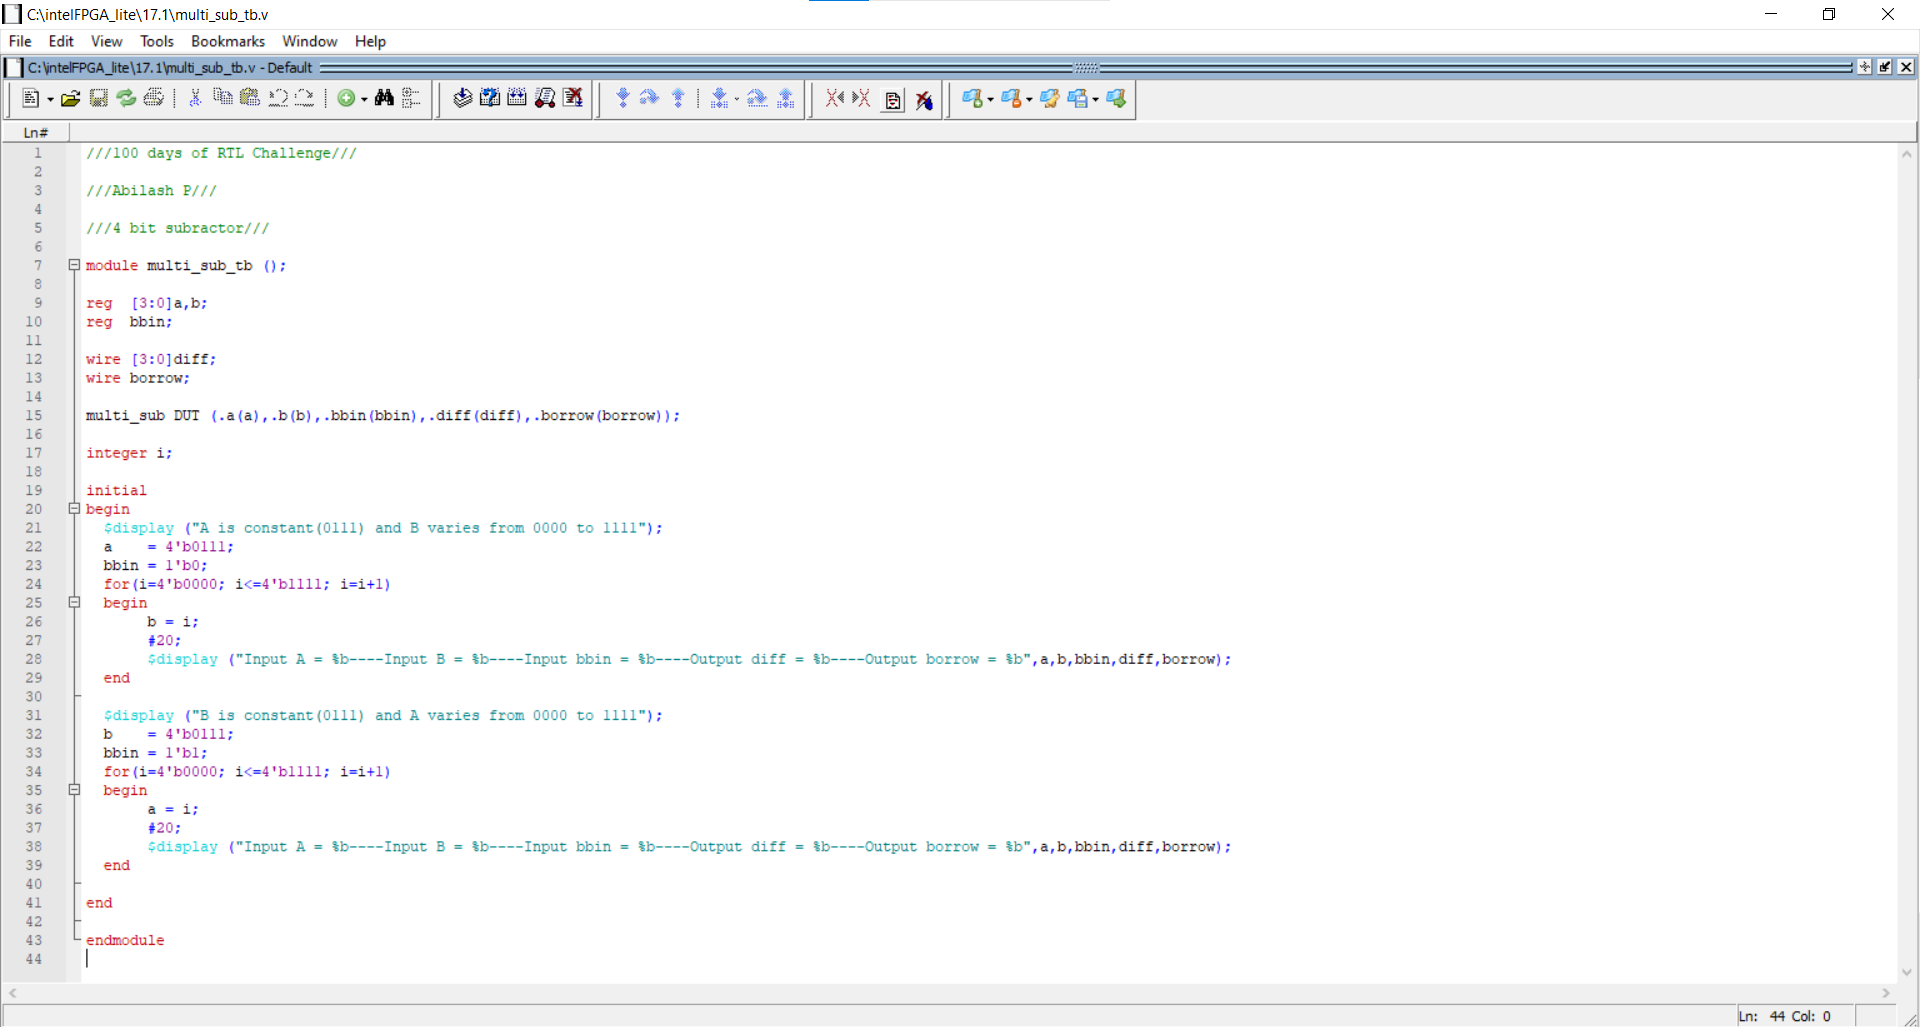 C:\intelFPGA_lite\17.1\multi_sub_tb.v
File Edit View Tools Bookmarks Window Help
C:\intelFPGA_lite\17.1\multi_sub_tb.v - Default
Ln#
1 ///100 days of RTL Challenge///
2
3 ///Abilash P///
4
5 ///4 bit subractor///
6
7 module multi_sub_tb ();
8
9 reg [3:0]a,b;
10 reg bbin;
11
12 wire [3:0]diff;
13 wire borrow;
14
15 multi_sub DUT (.a(a),.b(b),.bbin(bbin),.diff(diff),.borrow(borrow));
16
17 integer i;
18
19 initial
20 begin
21 $display ("A is constant(0111) and B varies from 0000 to 1111");
22 a = 4'b0111;
23 bbin = 1'b0;
24 for(i=4'b0000; i<=4'b1111; i=i+1)
25 begin
26 b = i;
27 #20;
28 $display ("Input A = %b----Input B = %b----Input bbin = %b----Output diff = %b----Output borrow = %b",a,b,bbin,diff,borrow);
29 end
30
31 $display ("B is constant(0111) and A varies from 0000 to 1111");
32 b = 4'b0111;
33 bbin = 1'b1;
34 for(i=4'b0000; i<=4'b1111; i=i+1)
35 begin
36 a = i;
37 #20;
38 $display ("Input A = %b----Input B = %b----Input bbin = %b----Output diff = %b----Output borrow = %b",a,b,bbin,diff,borrow);
39 end
40
41 end
42
43 endmodule
44
Ln: 44 Col: 0